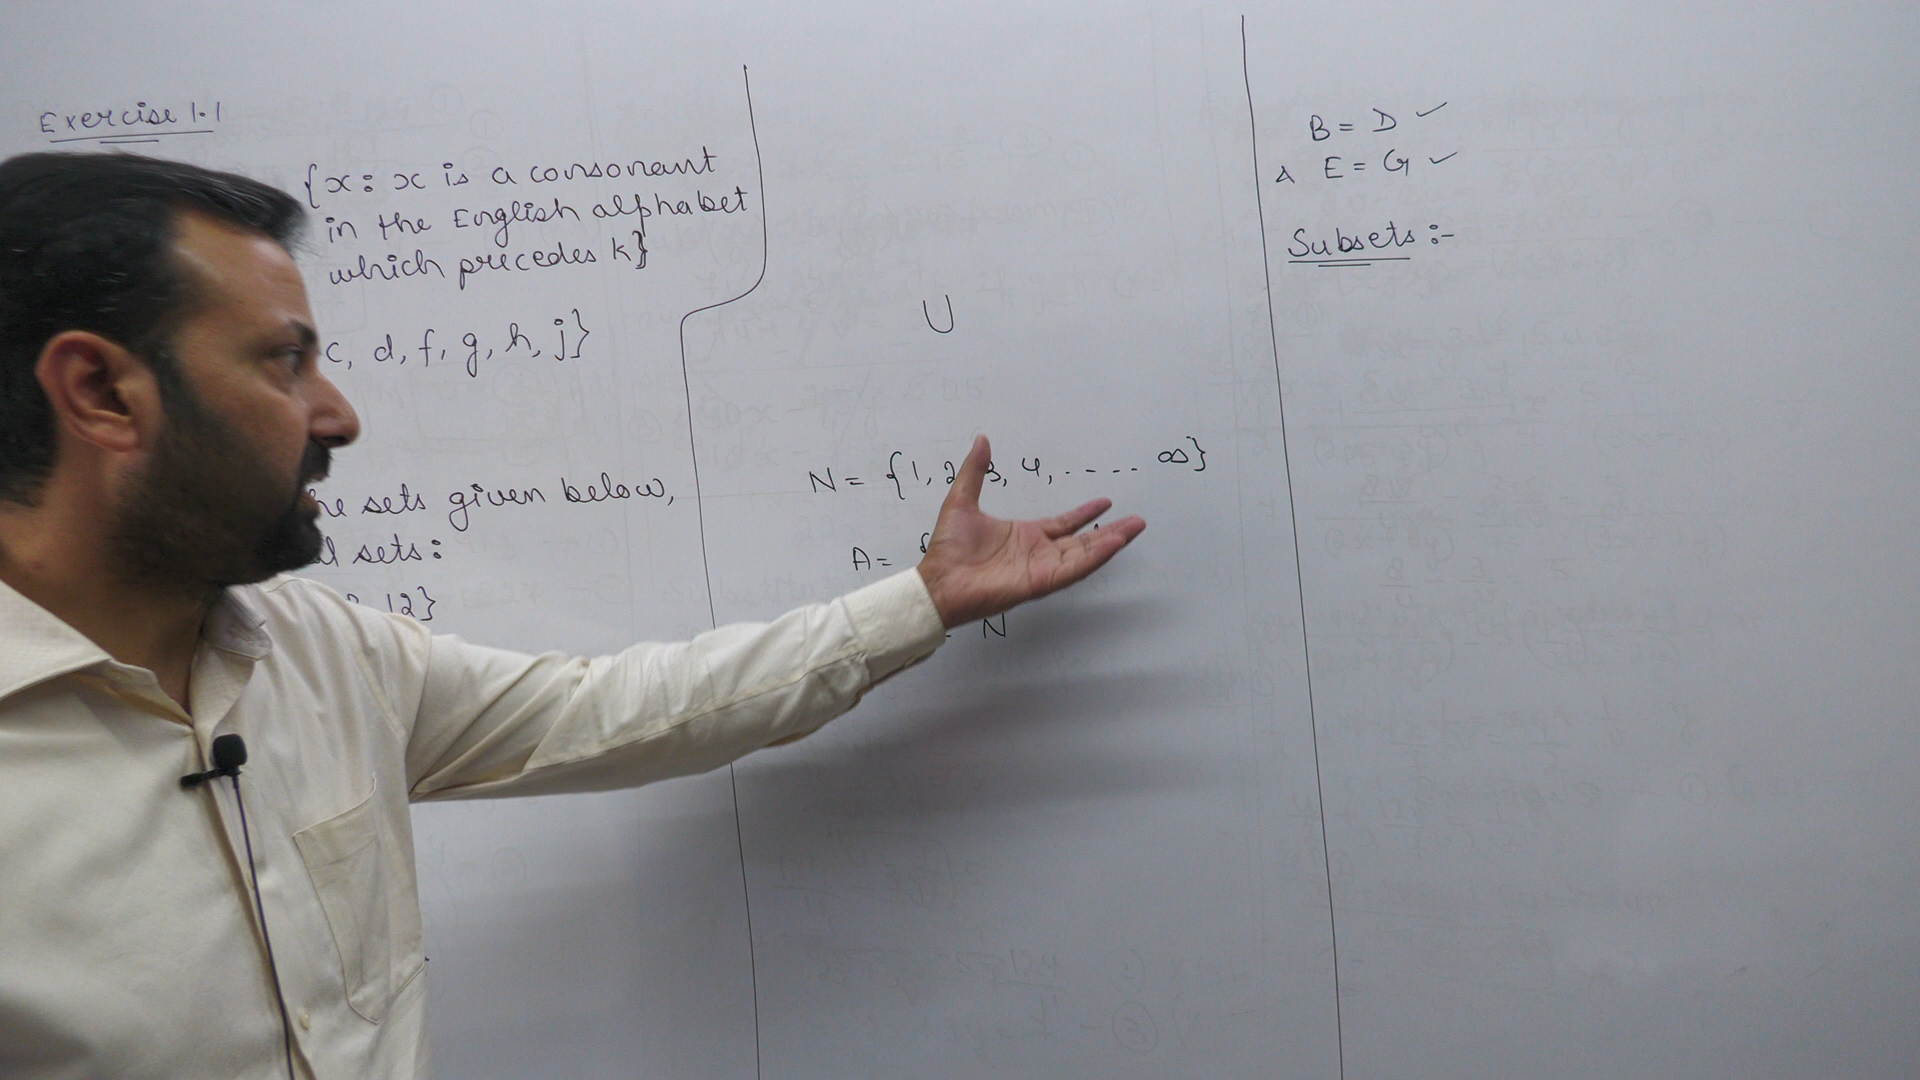 Exercise 1.1
{x : x is a consonant
in the English alphabet
which precedes k}
c, d, f, g, h, j}
sets given below,
sets:
12}
U
N = {1, 2, 3, 4, ..... ∞}
A = {
N
B = D ✓
E = G ✓
Subsets :-